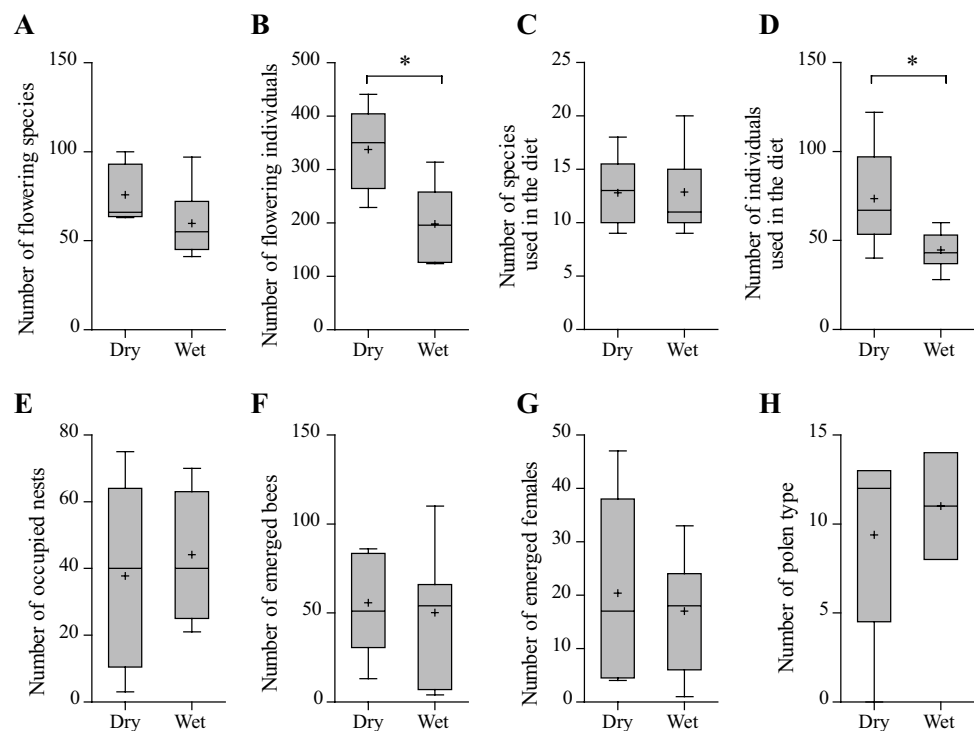 A
Number of flowering species
150
100
50
0
Dry Wet
B
Number of flowering individuals
500
400
300
200
100
0
*
Dry Wet
C
Number of species
used in the diet
25
20
15
10
5
0
Dry Wet
D
Number of individuals
used in the diet
150
100
50
0
*
Dry Wet
E
Number of occupied nests
80
60
40
20
0
Dry Wet
F
Number of emerged bees
150
100
50
0
Dry Wet
G
Number of emerged females
50
40
30
20
10
0
Dry Wet
H
Number of polen type
15
10
5
0
Dry Wet